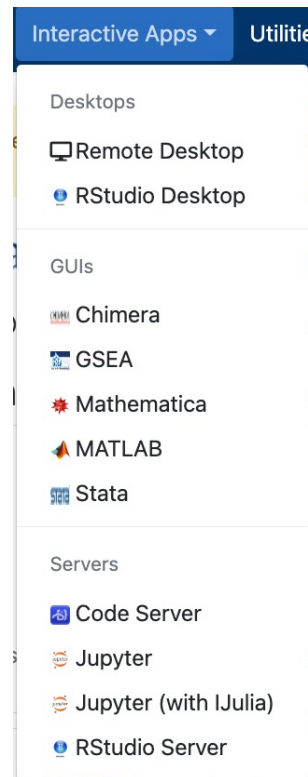 Interactive Apps
Utilitie
Desktops
Remote Desktop
RStudio Desktop
GUIs
Chimera
GSEA
Mathematica
MATLAB
Stata
Servers
Code Server
Jupyter
Jupyter (with IJulia)
RStudio Server